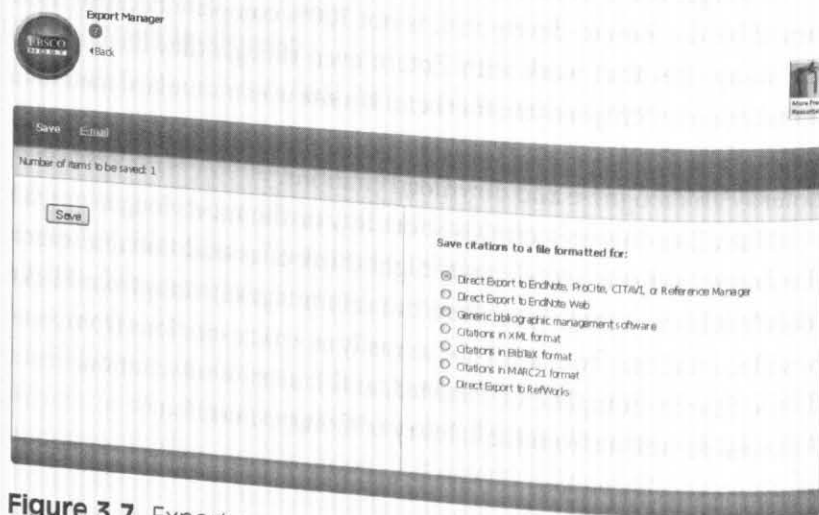 Export Manager
?
EBSCO
HOST
Back
Save Email
Number of items to be saved: 1
Save
Save citations to a file formatted for:
Direct Export to EndNote, ProCite, CITAVI, or Reference Manager
Direct Export to EndNote Web
Generic bibliographic management software
Citations in XML format
Citations in BibTeX format
Citations in MARC21 format
Direct Export to RefWorks
Figure 3.7